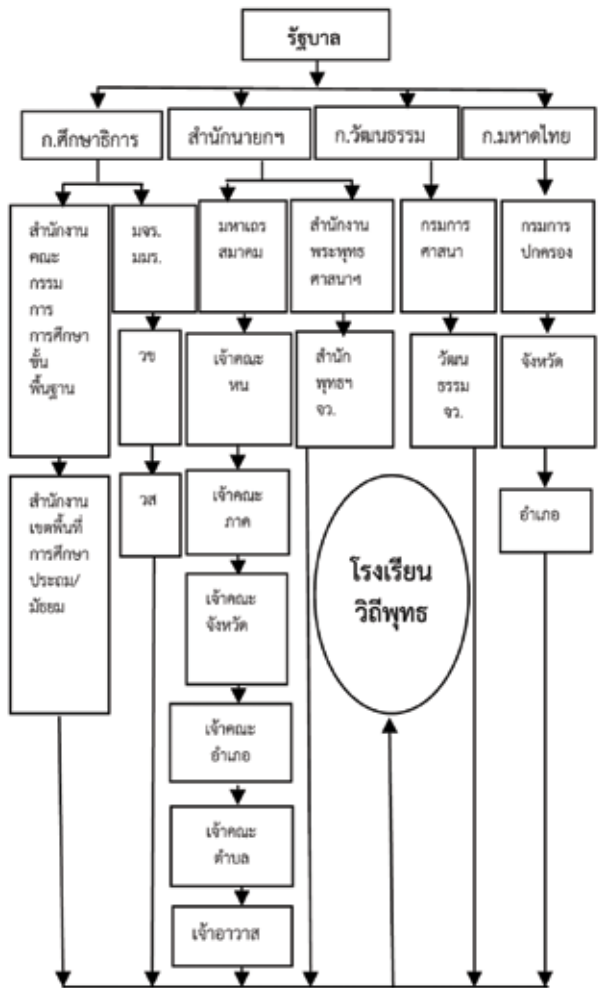 รัฐบาล
ก.ศึกษาธิการ
สำนักนายกฯ
ก.วัฒนธรรม
ก.มหาดไทย
สำนักงาน
คณะ
กรรม
การ
การศึกษา
ขั้น
พื้นฐาน
มจร.
มมร.
มหาเถร
สมาคม
สำนักงาน
พระพุทธ
ศาสนาฯ
กรมการ
ศาสนา
กรมการ
ปกครอง
วข
เจ้าคณะ
หน
สำนัก
พุทธฯ
จว.
วัฒน
ธรรม
จว.
จังหวัด
สำนักงาน
เขตพื้นที่
การศึกษา
ประถม/
มัธยม
วส
เจ้าคณะ
ภาค
อำเภอ
โรงเรียน
วิถีพุทธ
เจ้าคณะ
จังหวัด
เจ้าคณะ
อำเภอ
เจ้าคณะ
ตำบล
เจ้าอาวาส